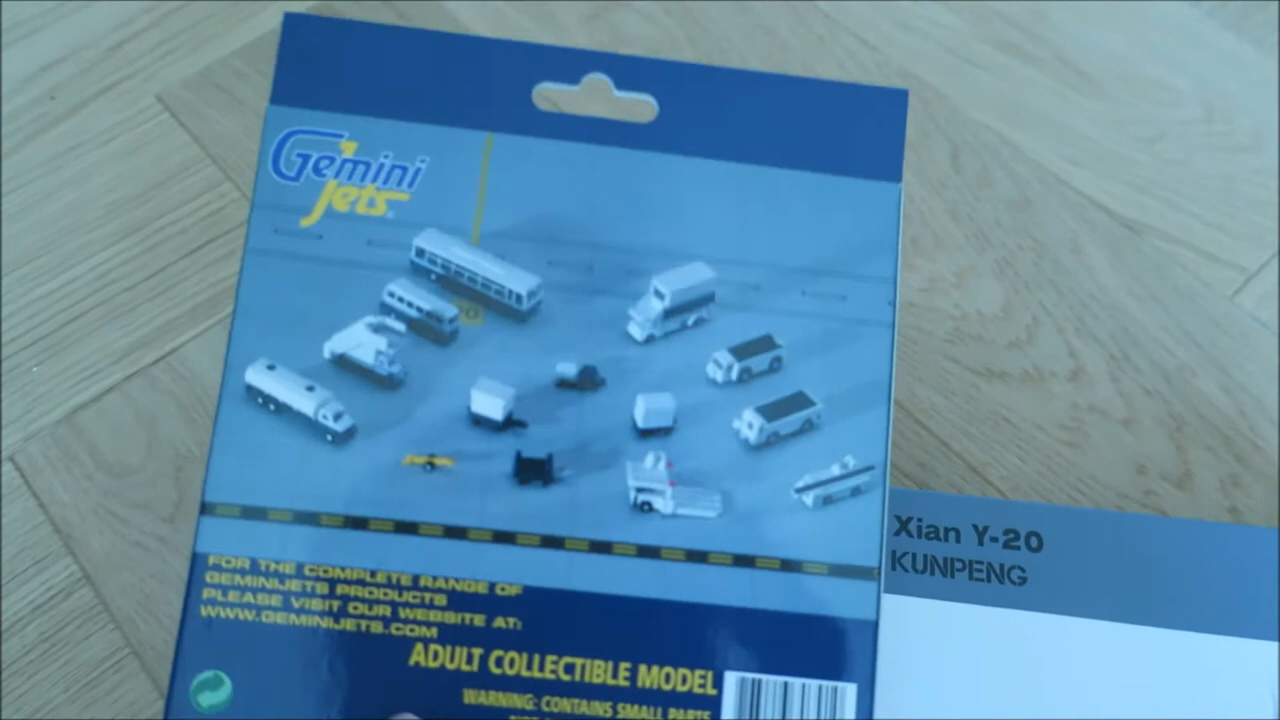 Gemini
Jets
FOR THE COMPLETE RANGE OF
GEMINIJETS PRODUCTS
PLEASE VISIT OUR WEBSITE AT:
WWW.GEMINIJETS.COM
ADULT COLLECTIBLE MODEL
WARNING: CONTAINS SMALL PARTS
Xian Y-20
KUNPENG